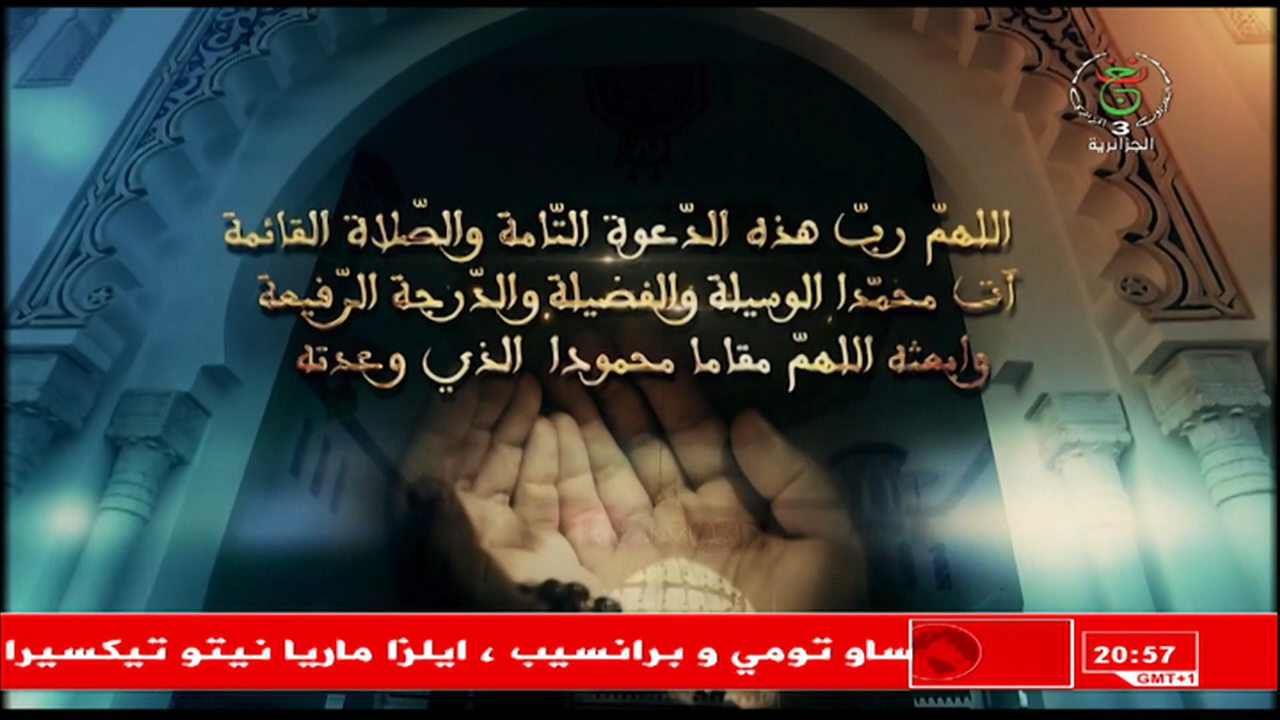 اللهمّ ربّ هذه الدّعوة التّامة والصّلاة القائمة
آت محمّدا الوسيلة والفضيلة والدّرجة الرّفيعة
وابعثه اللهمّ مقاما محمودا الذي وعدته
3
الجزائرية
ساو تومي و برانسيب ، ايلزا ماريا نيتو تيكسيرا
20:57
GMT+1